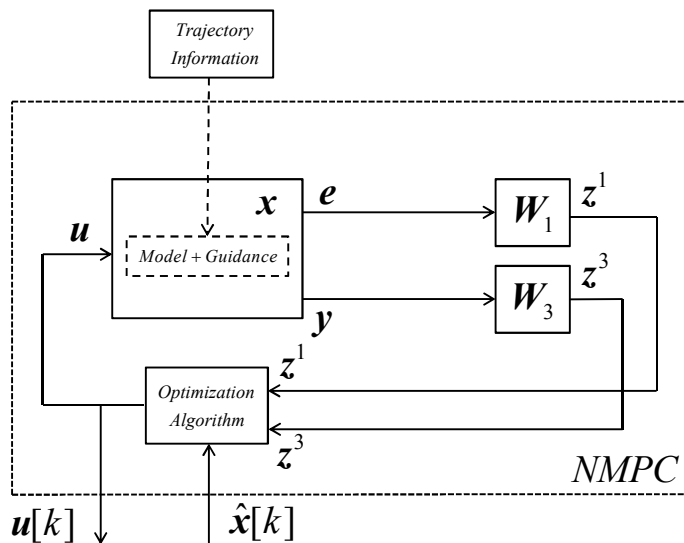 Trajectory
Information
x
e
W₁
z¹
u
Model + Guidance
y
W₃
z³
z¹
Optimization
Algorithm
z³
NMPC
u[k]
x̂[k]